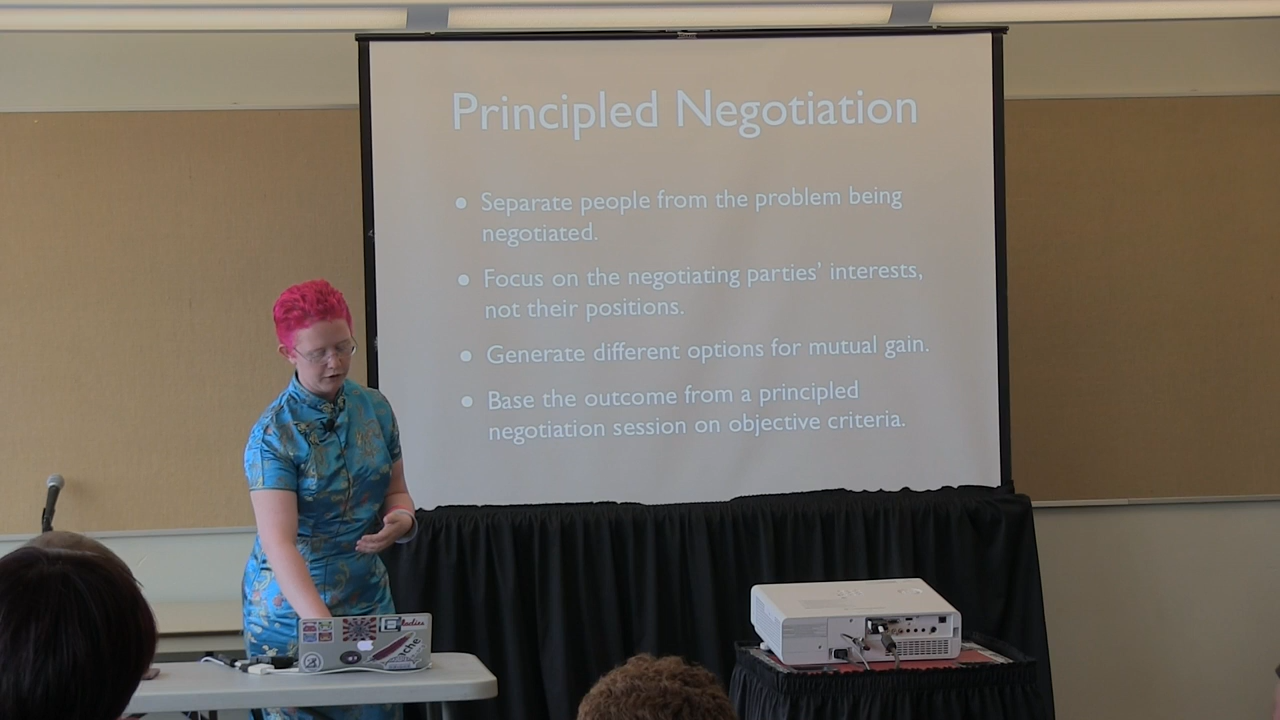 Principled Negotiation
• Separate people from the problem being
negotiated.
• Focus on the negotiating parties' interests,
not their positions.
• Generate different options for mutual gain.
• Base the outcome from a principled
negotiation session on objective criteria.